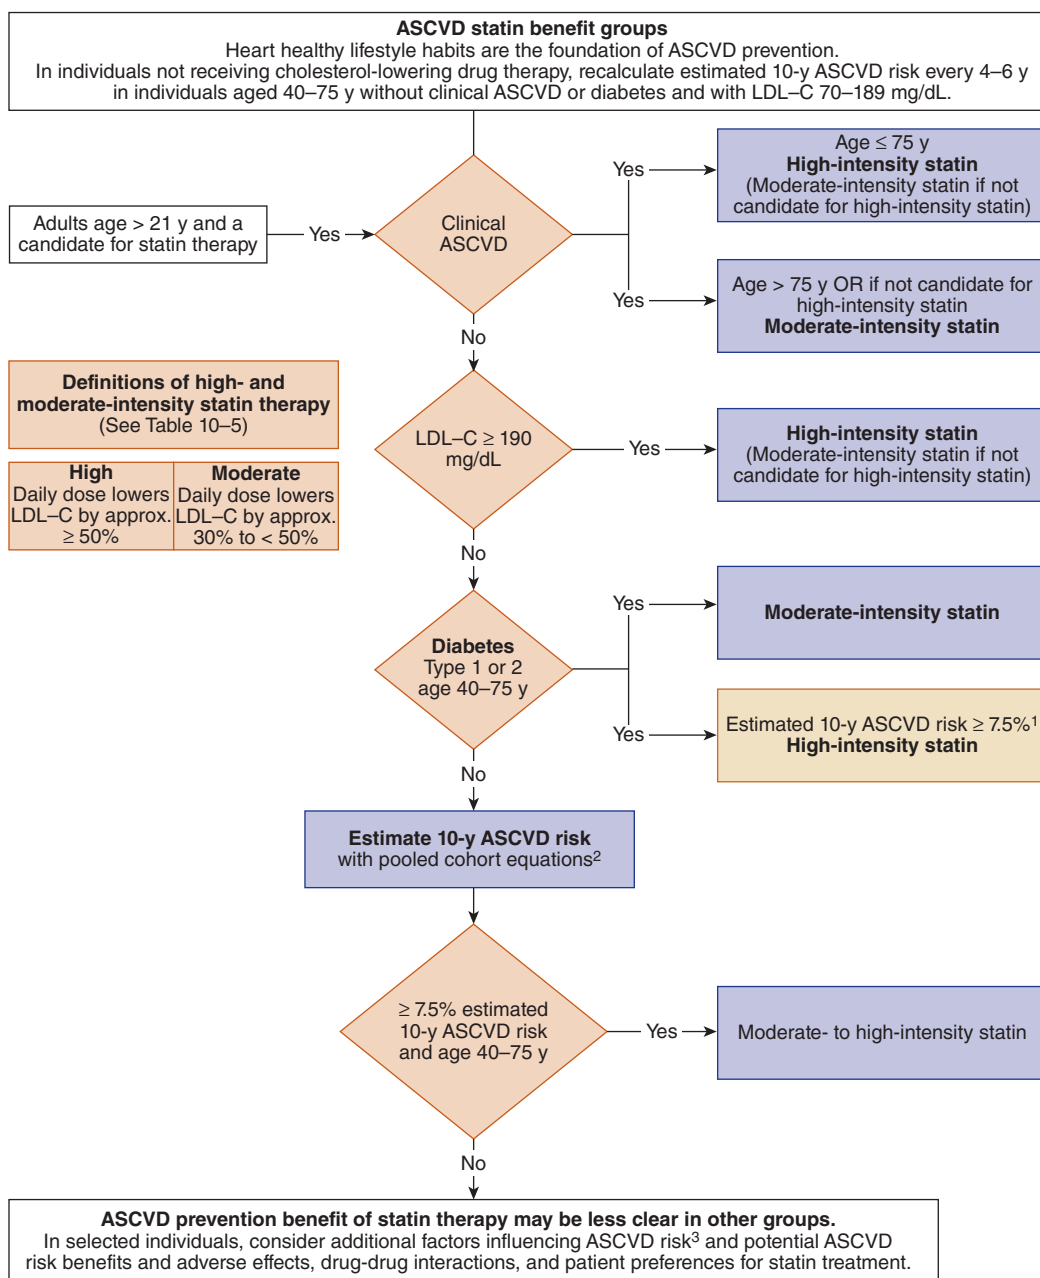 ASCVD statin benefit groups
Heart healthy lifestyle habits are the foundation of ASCVD prevention.
In individuals not receiving cholesterol-lowering drug therapy, recalculate estimated 10-y ASCVD risk every 4–6 y
in individuals aged 40–75 y without clinical ASCVD or diabetes and with LDL–C 70–189 mg/dL.
Adults age > 21 y and a
candidate for statin therapy
Yes
Clinical
ASCVD
Yes
Age ≤ 75 y
High-intensity statin
(Moderate-intensity statin if not
candidate for high-intensity statin)
Yes
Age > 75 y OR if not candidate for
high-intensity statin
Moderate-intensity statin
No
Definitions of high- and
moderate-intensity statin therapy
(See Table 10–5)
High
Daily dose lowers
LDL–C by approx.
≥ 50%
Moderate
Daily dose lowers
LDL–C by approx.
30% to < 50%
LDL–C ≥ 190
mg/dL
Yes
High-intensity statin
(Moderate-intensity statin if not
candidate for high-intensity statin)
No
Diabetes
Type 1 or 2
age 40–75 y
Yes
Moderate-intensity statin
Yes
Estimated 10-y ASCVD risk ≥ 7.5%¹
High-intensity statin
No
Estimate 10-y ASCVD risk
with pooled cohort equations²
≥ 7.5% estimated
10-y ASCVD risk
and age 40–75 y
Yes
Moderate- to high-intensity statin
No
ASCVD prevention benefit of statin therapy may be less clear in other groups.
In selected individuals, consider additional factors influencing ASCVD risk³ and potential ASCVD
risk benefits and adverse effects, drug-drug interactions, and patient preferences for statin treatment.